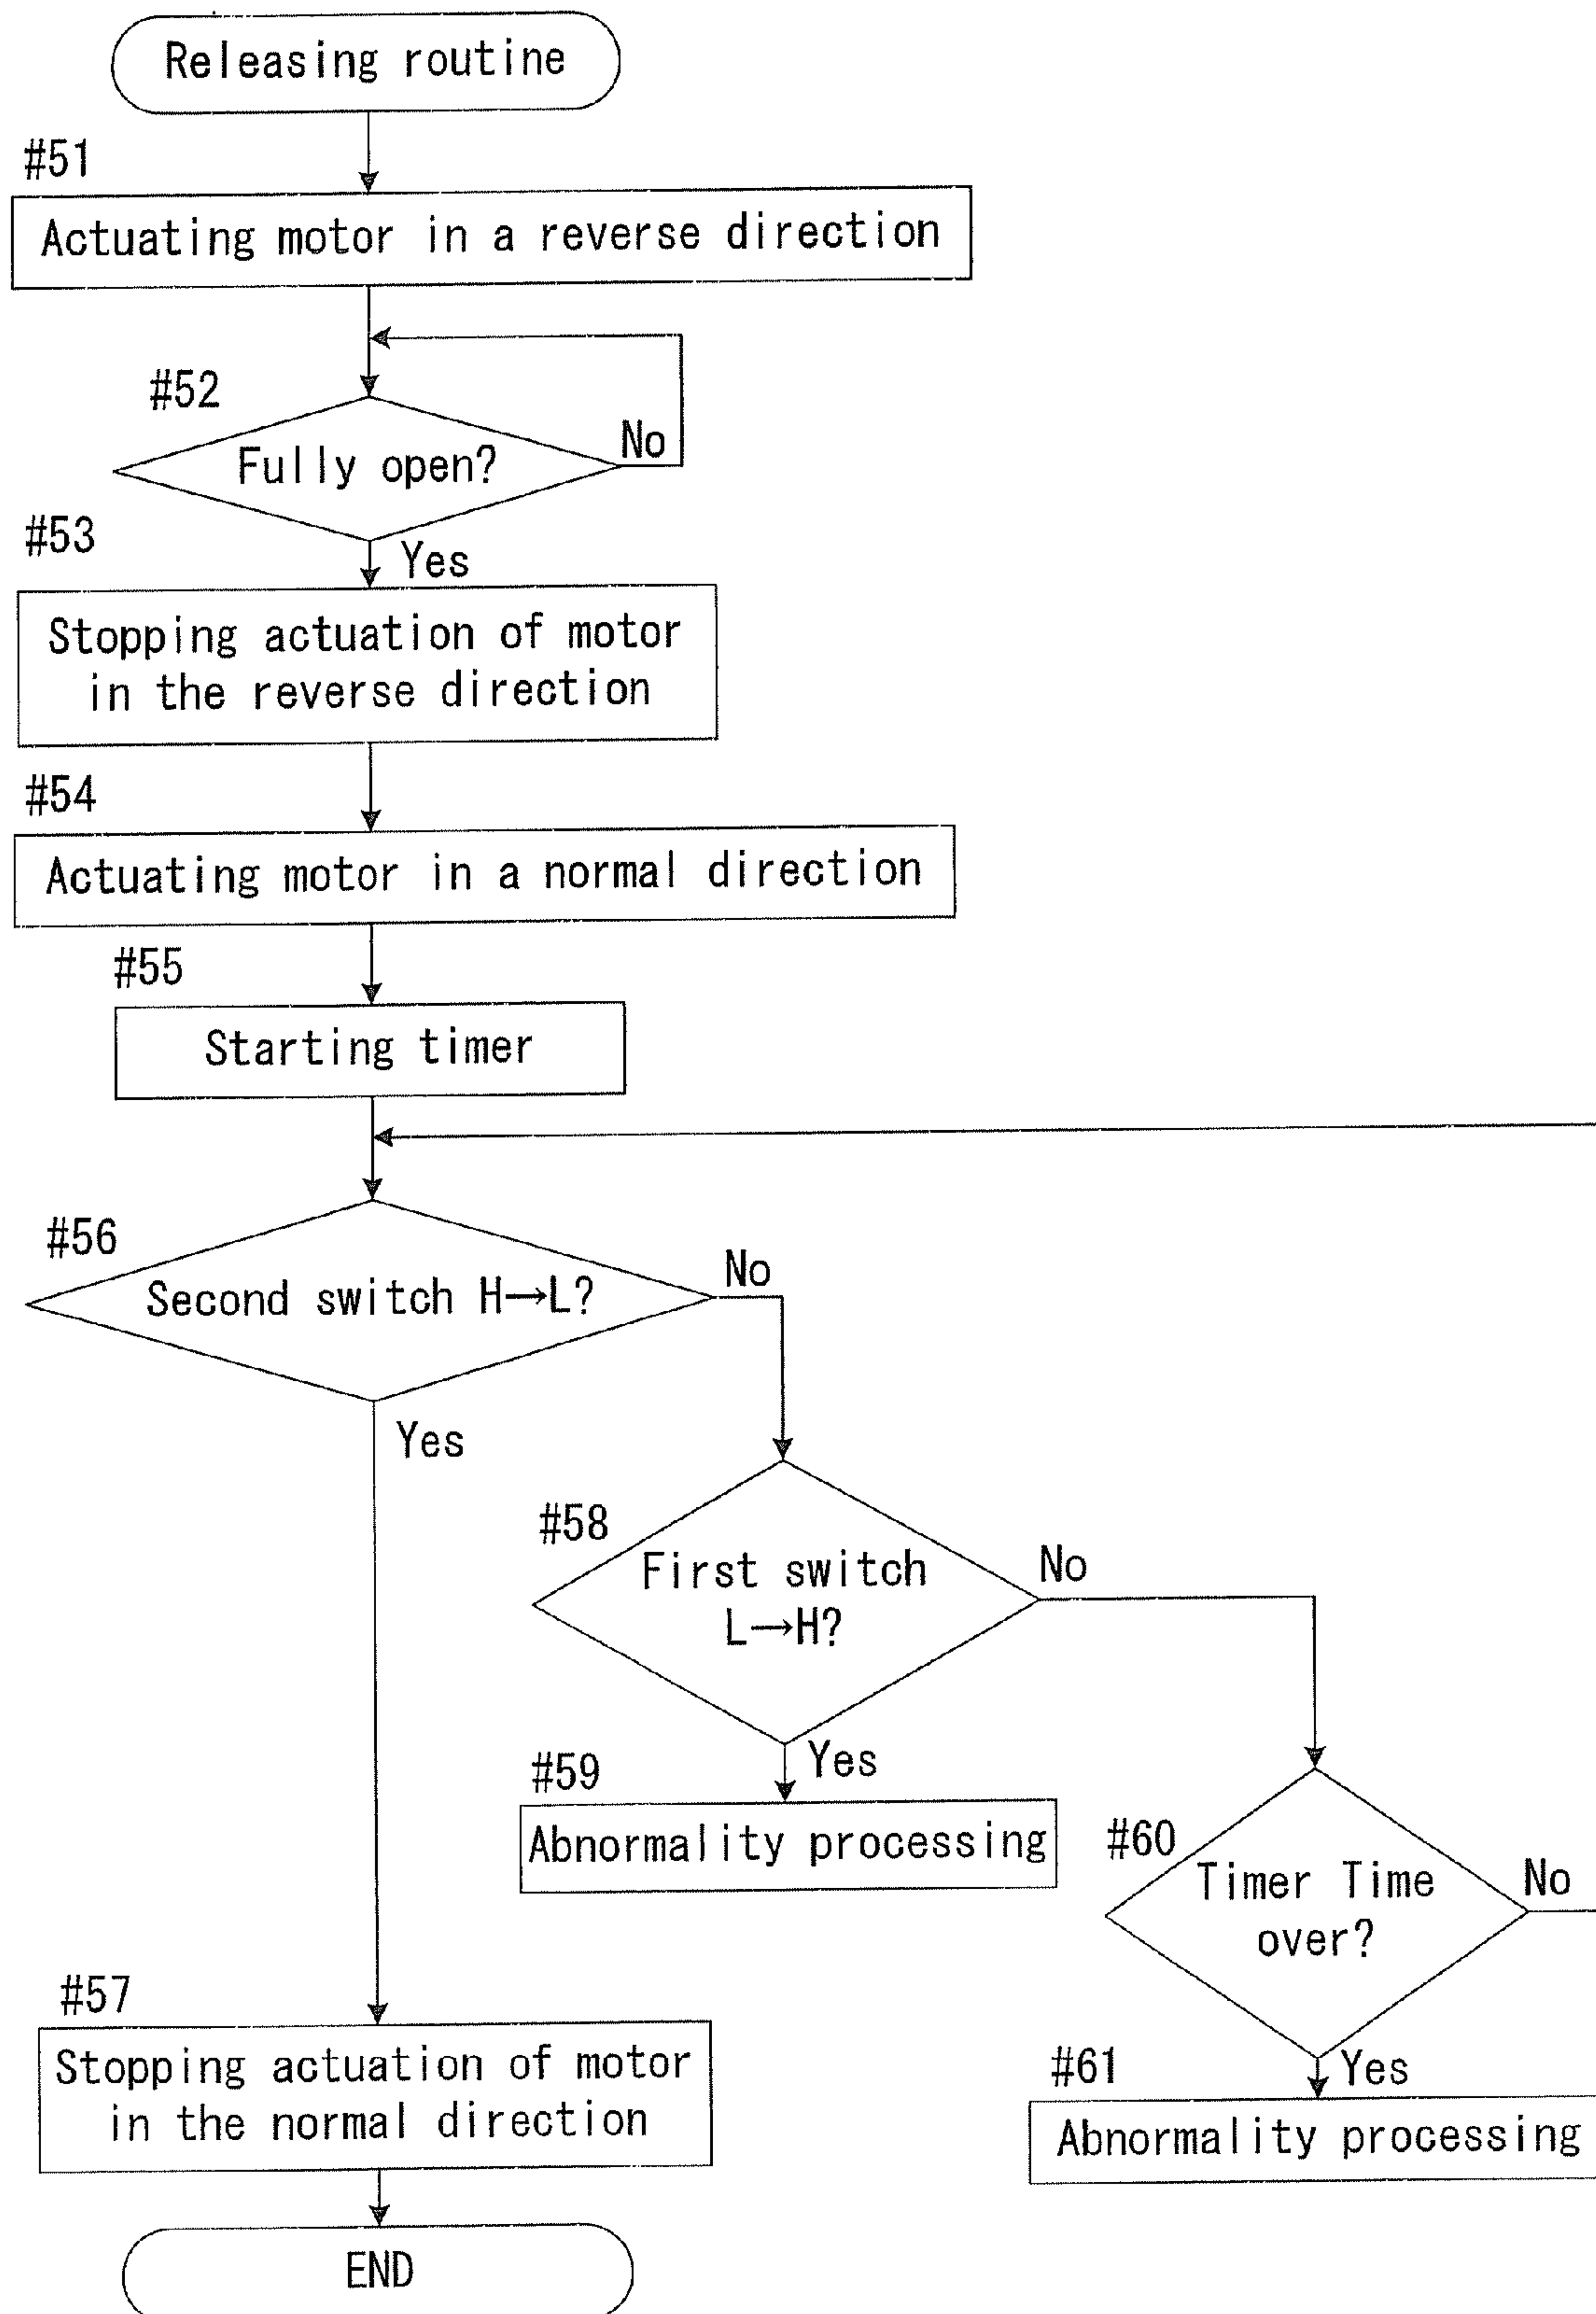 Releasing routine
#51
Actuating motor in a reverse direction
#52
Fully open?
No
Yes
#53
Stopping actuation of motor
in the reverse direction
#54
Actuating motor in a normal direction
#55
Starting timer
#56
Second switch H→L?
No
Yes
#58
First switch
L→H?
No
Yes
#59
Abnormality processing
#60
Timer Time
over?
No
Yes
#61
Abnormality processing
#57
Stopping actuation of motor
in the normal direction
END